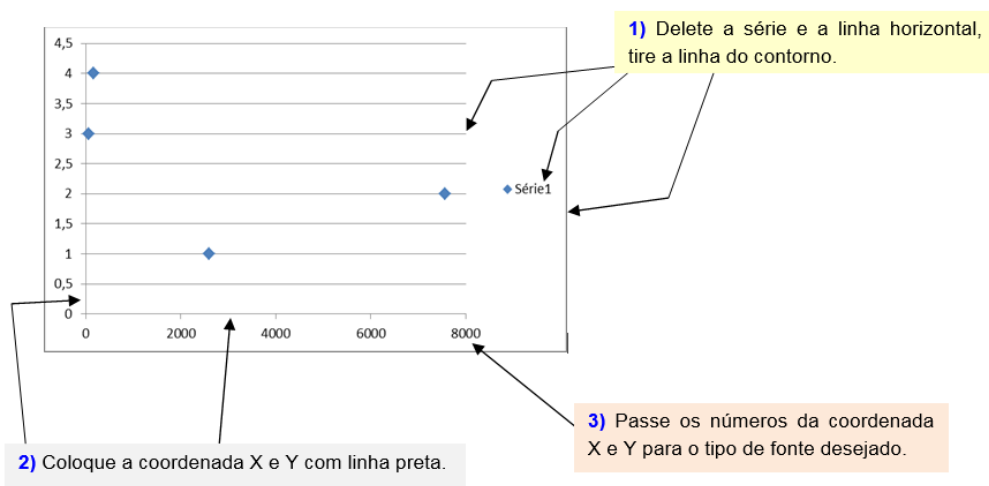 1) Delete a série e a linha horizontal,
tire a linha do contorno.
4,5
4
3,5
3
2,5
2
1,5
1
0,5
0
0 2000 4000 6000 8000
Série1
3) Passe os números da coordenada
X e Y para o tipo de fonte desejado.
2) Coloque a coordenada X e Y com linha preta.